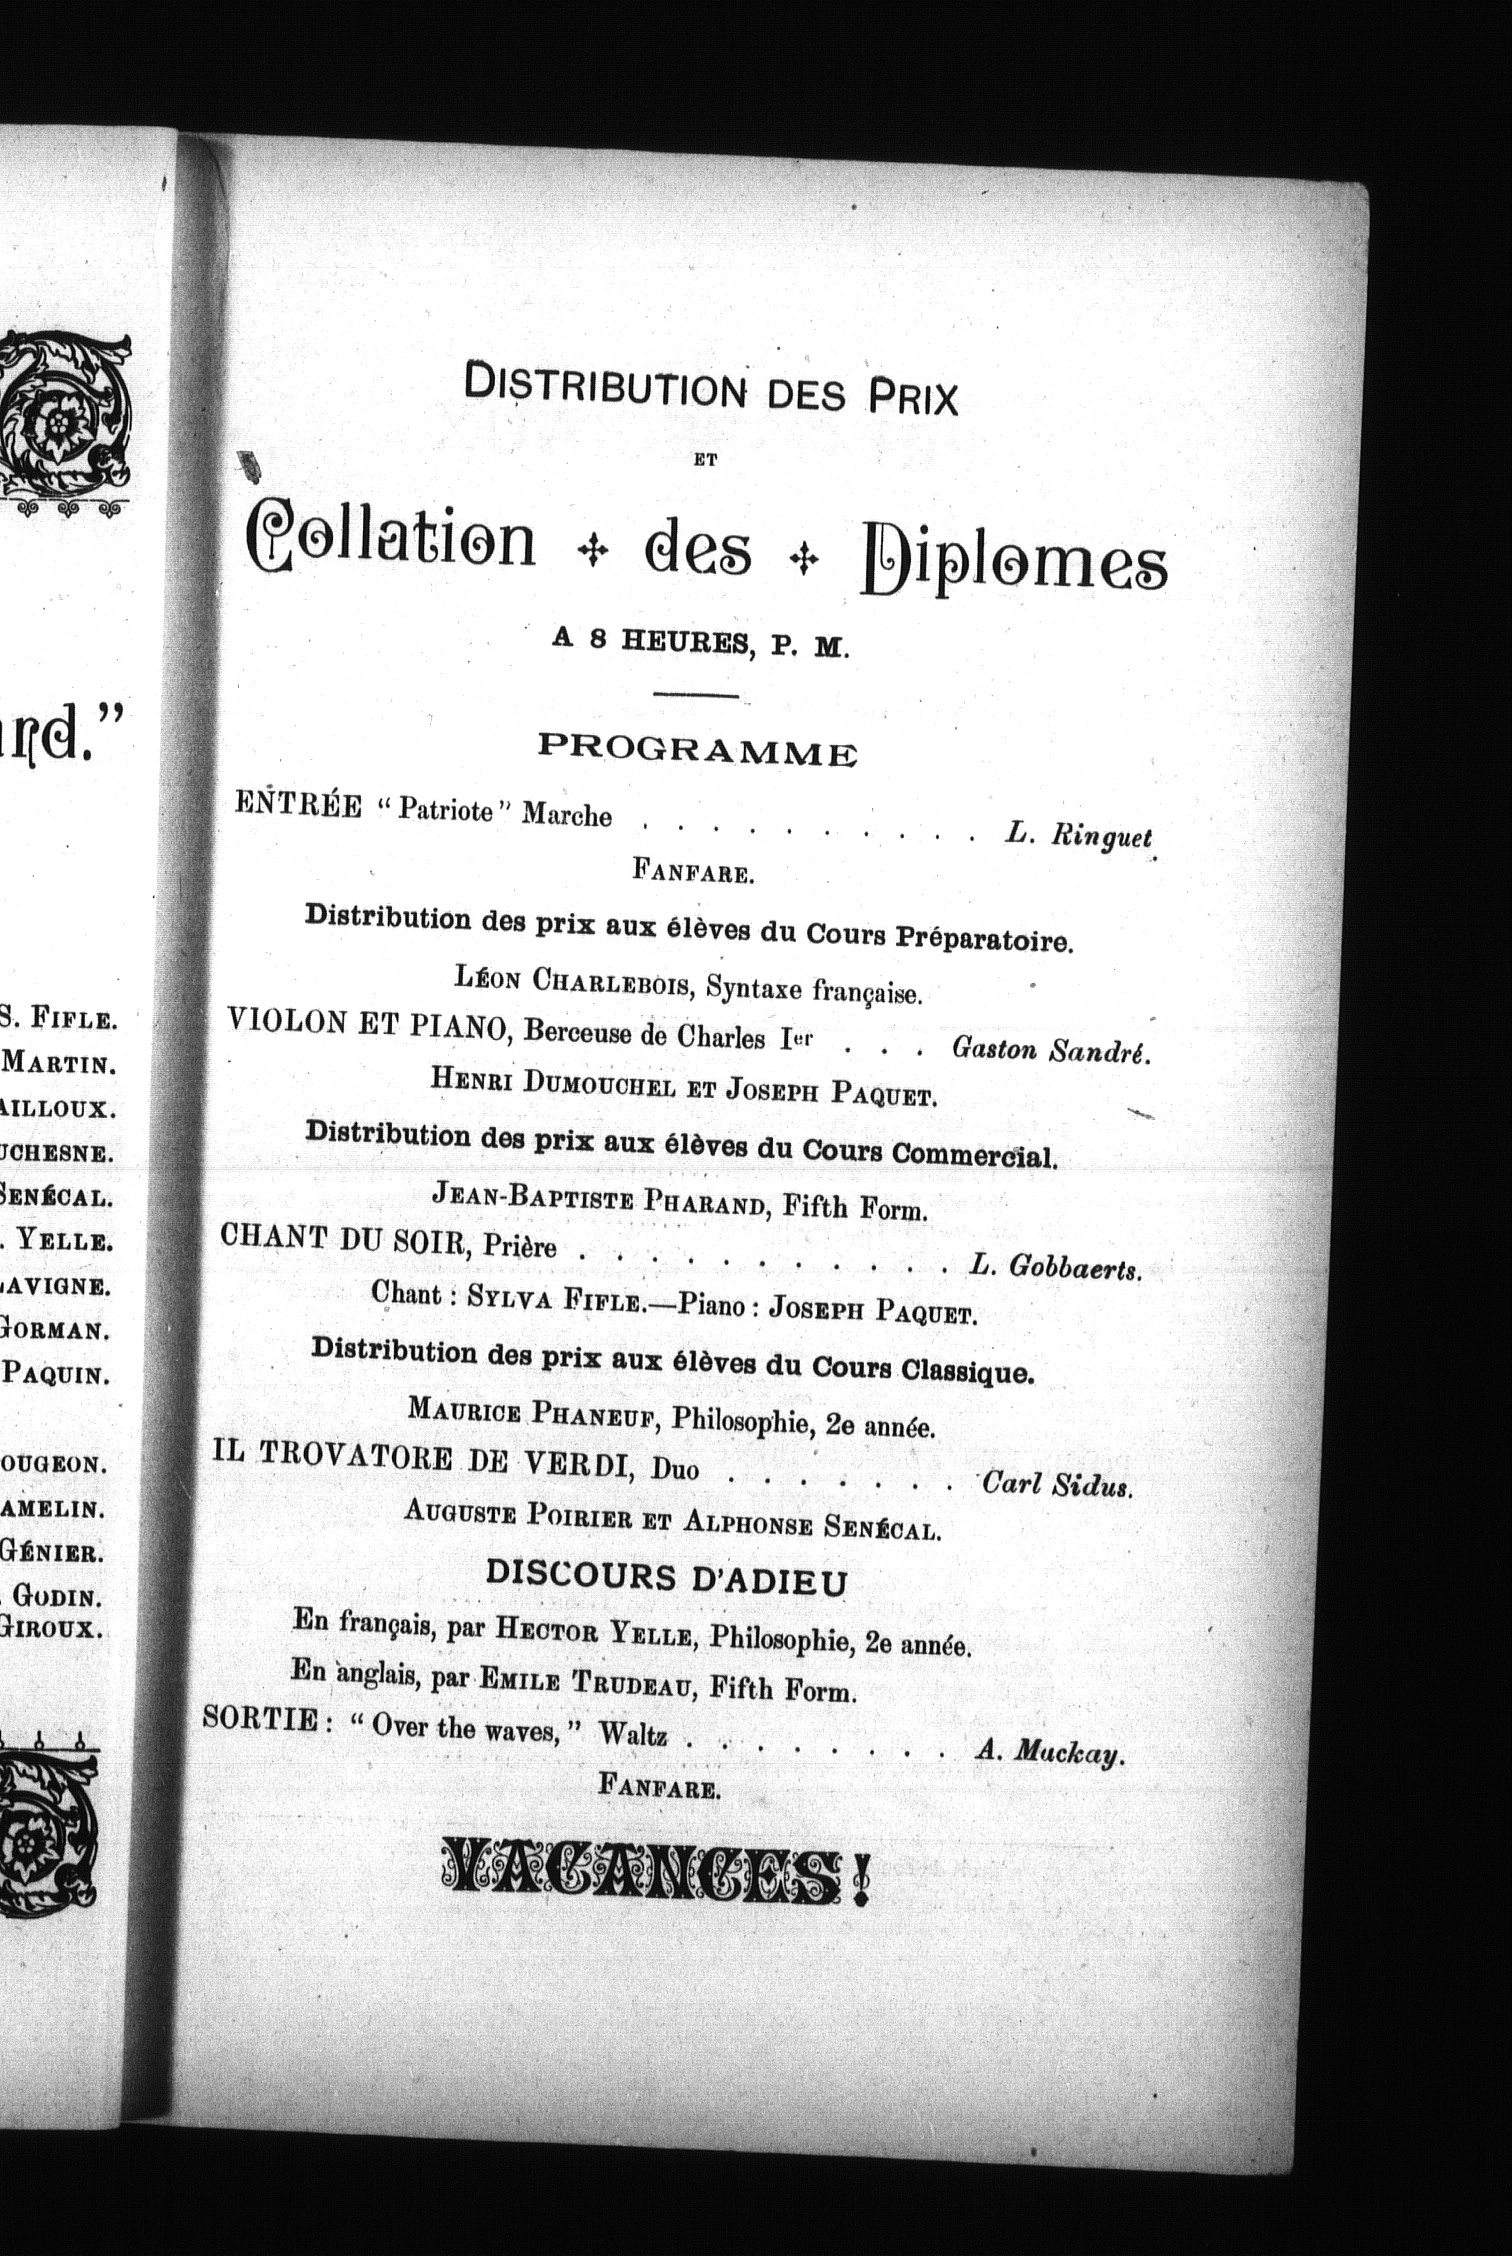 ard."
S. FIFLE.
MARTIN.
AILLOUX.
UCHESNE.
SENÉCAL.
. YELLE.
LAVIGNE.
GORMAN.
PAQUIN.
OUGEON.
AMELIN.
GÉNIER.
. GODIN.
GIROUX.
DISTRIBUTION DES PRIX
ET
Collation des Diplomes
A 8 HEURES, P. M.
PROGRAMME
ENTRÉE "Patriote" Marche . . . . . . . . . . L. Ringuet.
FANFARE.
Distribution des prix aux élèves du Cours Préparatoire.
LÉON CHARLEBOIS, Syntaxe française.
VIOLON ET PIANO, Berceuse de Charles Ier . . . Gaston Sandré.
HENRI DUMOUCHEL ET JOSEPH PAQUET.
Distribution des prix aux élèves du Cours Commercial.
JEAN-BAPTISTE PHARAND, Fifth Form.
CHANT DU SOIR, Prière . . . . . . . . . . . L. Gobbaerts.
Chant : SYLVA FIFLE.—Piano : JOSEPH PAQUET.
Distribution des prix aux élèves du Cours Classique.
MAURICE PHANEUF, Philosophie, 2e année.
IL TROVATORE DE VERDI, Duo . . . . . . . Carl Sidus.
AUGUSTE POIRIER ET ALPHONSE SENÉCAL.
DISCOURS D'ADIEU
En français, par HECTOR YELLE, Philosophie, 2e année.
En anglais, par EMILE TRUDEAU, Fifth Form.
SORTIE : "Over the waves," Waltz . . . . . . . . A. Muckay.
FANFARE.
VACANCES!